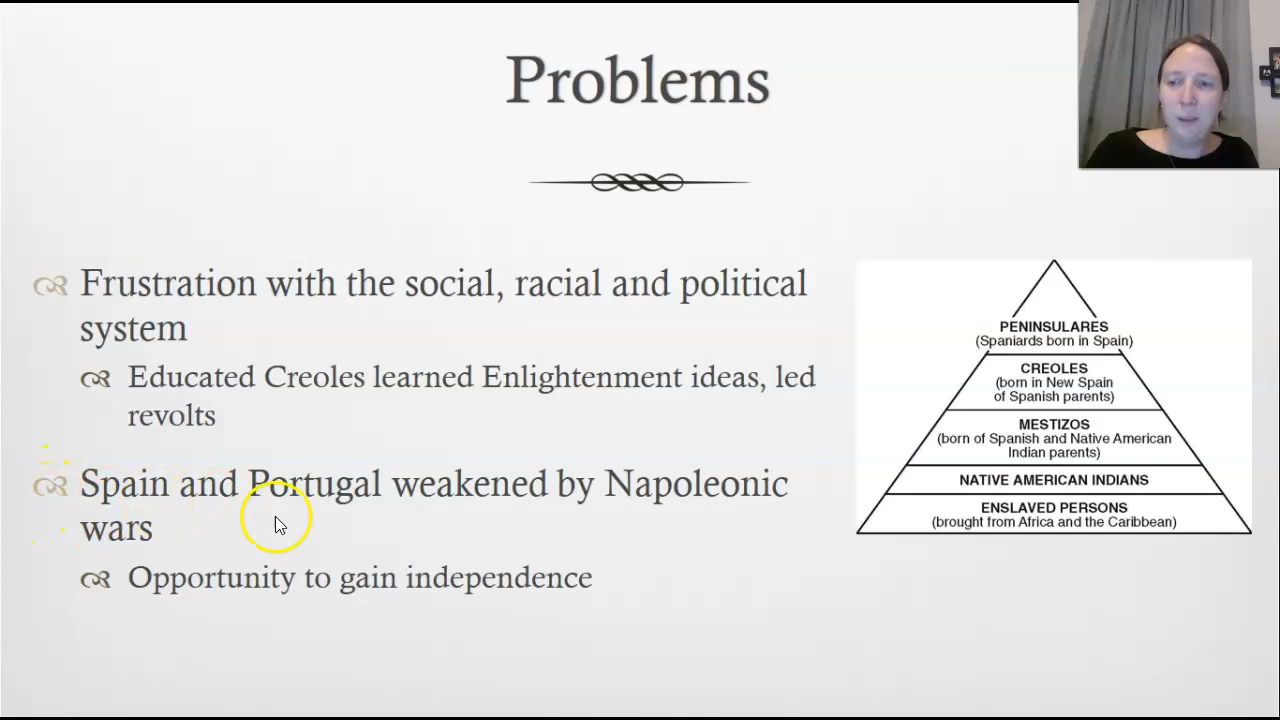 Problems
Frustration with the social, racial and political
system
Educated Creoles learned Enlightenment ideas, led
revolts
Spain and Portugal weakened by Napoleonic
wars
Opportunity to gain independence
PENINSULARES
(Spaniards born in Spain)
CREOLES
(born in New Spain
of Spanish parents)
MESTIZOS
(born of Spanish and Native American
Indian parents)
NATIVE AMERICAN INDIANS
ENSLAVED PERSONS
(brought from Africa and the Caribbean)